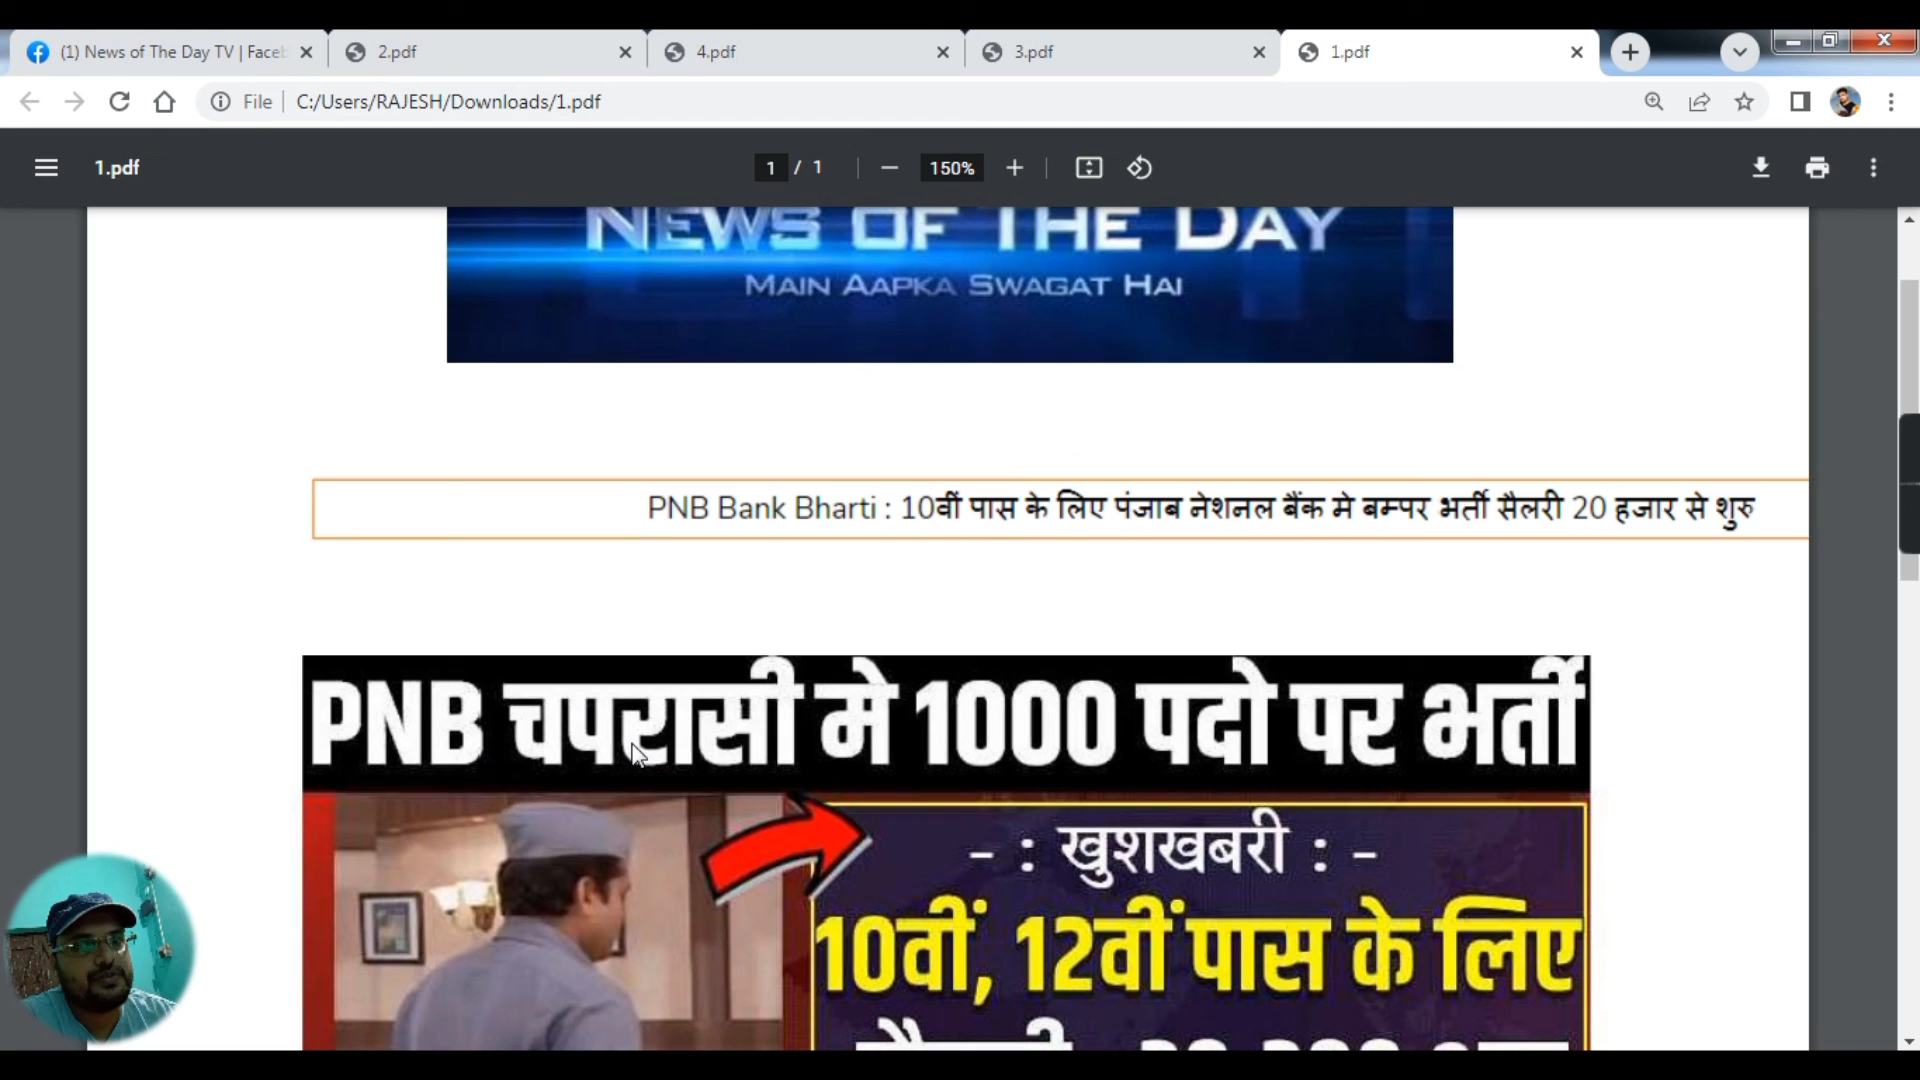 (1) News of The Day TV | Faceb
2.pdf
4.pdf
3.pdf
1.pdf
File
C:/Users/RAJESH/Downloads/1.pdf
1.pdf
1 / 1
150%
NEWS OF THE DAY
MAIN AAPKA SWAGAT HAI
PNB Bank Bharti : 10वीं पास के लिए पंजाब नेशनल बैंक मे बम्पर भर्ती सैलरी 20 हजार से शुरु
PNB चपरासी मे 1000 पदो पर भर्ती
- : खुशखबरी : -
10वीं, 12वीं पास के लिए